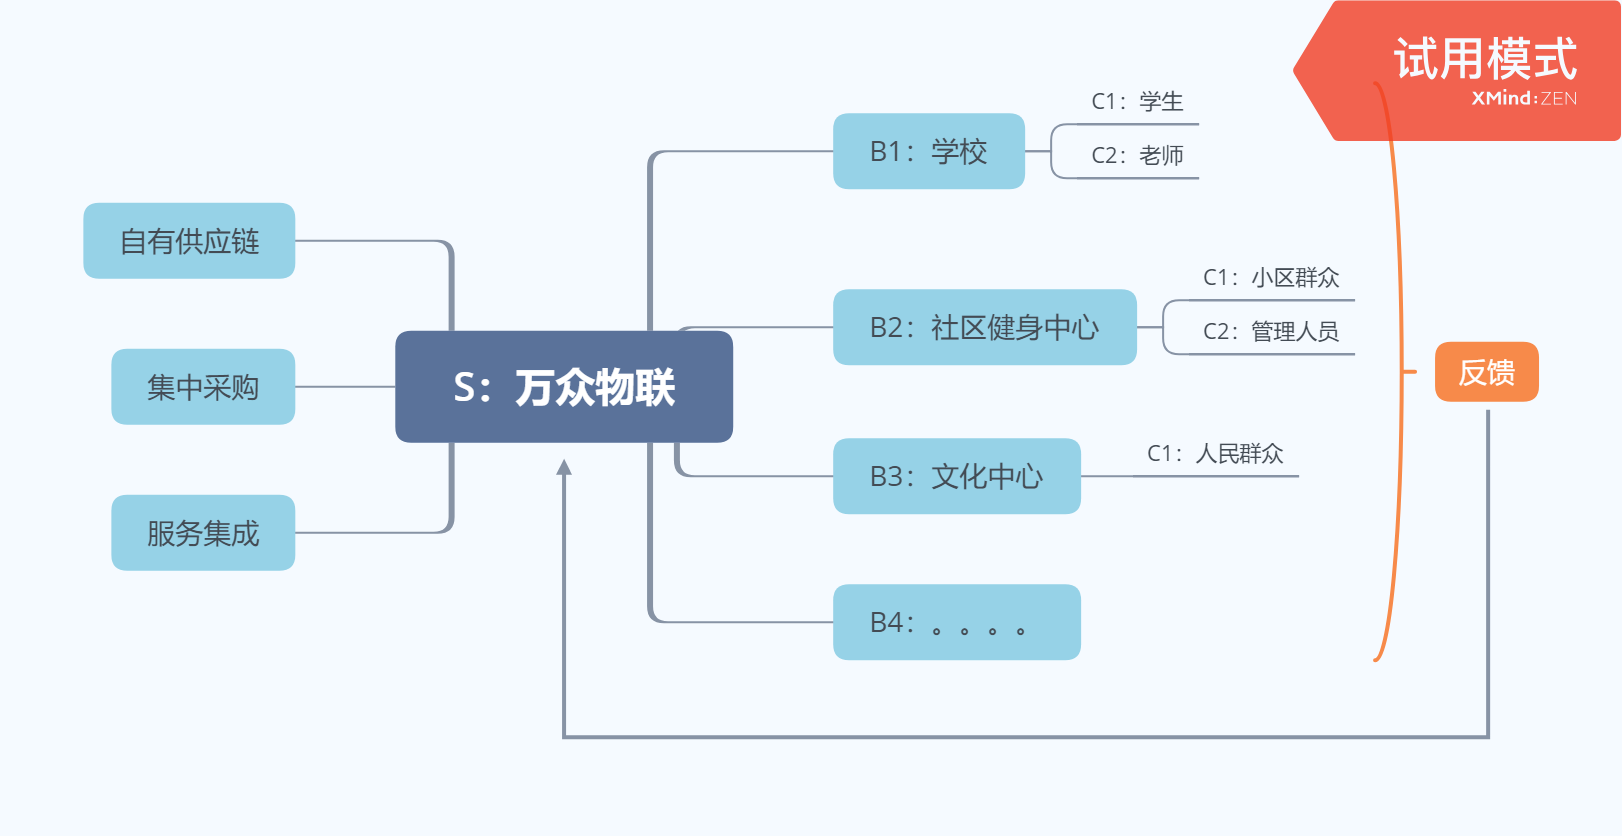 试用模式
XMind:ZEN
自有供应链
集中采购
服务集成
S：万众物联
B1：学校
C1：学生
C2：老师
B2：社区健身中心
C1：小区群众
C2：管理人员
B3：文化中心
C1：人民群众
B4：。。。。
反馈